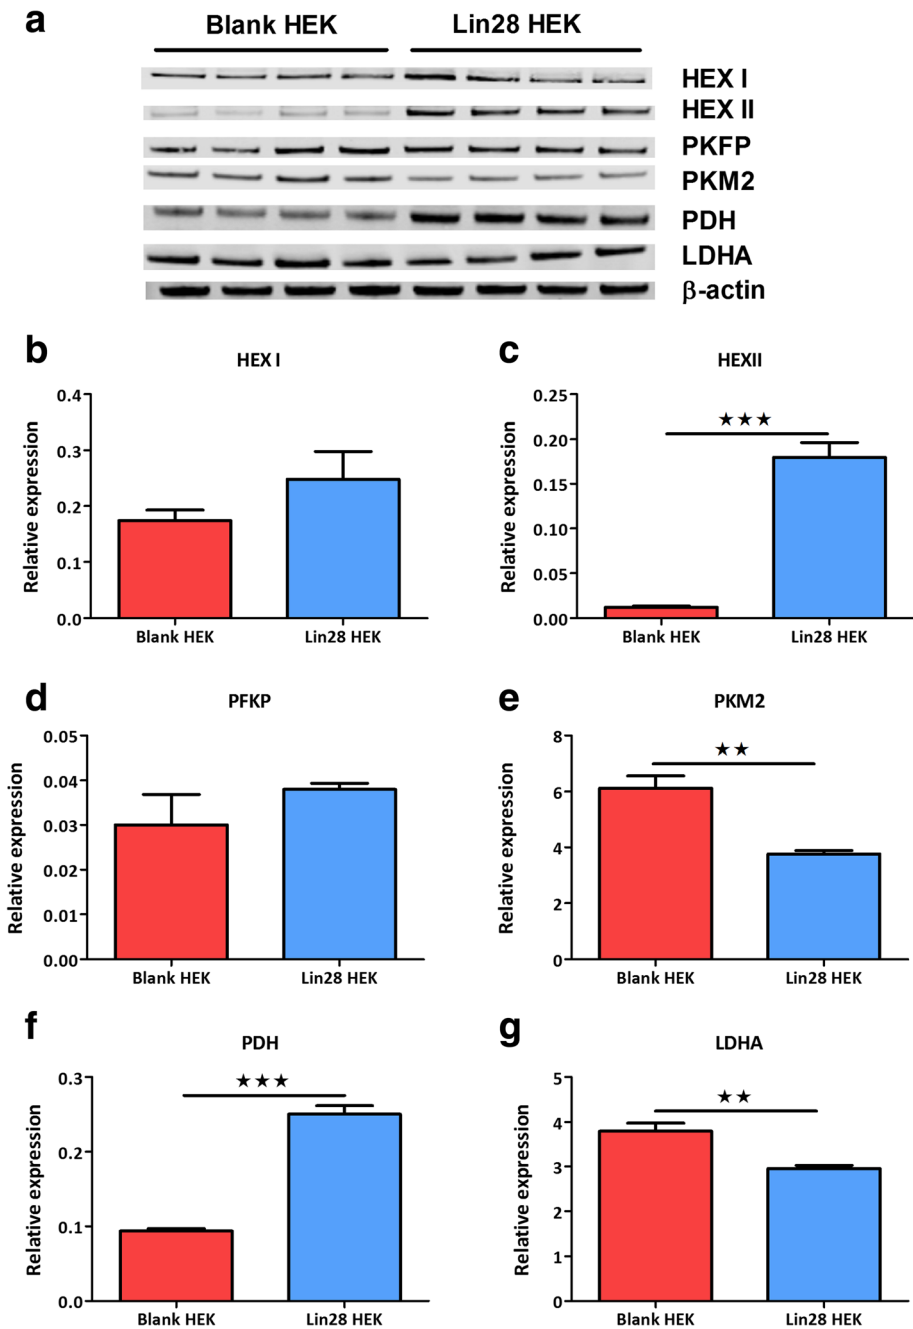 a
Blank HEK
Lin28 HEK
HEX I
HEX II
PKFP
PKM2
PDH
LDHA
β-actin
b
HEX I
Relative expression
0.4
0.3
0.2
0.1
0.0
Blank HEK
Lin28 HEK
c
HEXII
★★★
Relative expression
0.25
0.20
0.15
0.10
0.05
0.00
Blank HEK
Lin28 HEK
d
PFKP
Relative expression
0.05
0.04
0.03
0.02
0.01
0.00
Blank HEK
Lin28 HEK
e
PKM2
★★
Relative expression
8
6
4
2
0
Blank HEK
Lin28 HEK
f
PDH
★★★
Relative expression
0.3
0.2
0.1
0.0
Blank HEK
Lin28 HEK
g
LDHA
★★
Relative expression
5
4
3
2
1
0
Blank HEK
Lin28 HEK